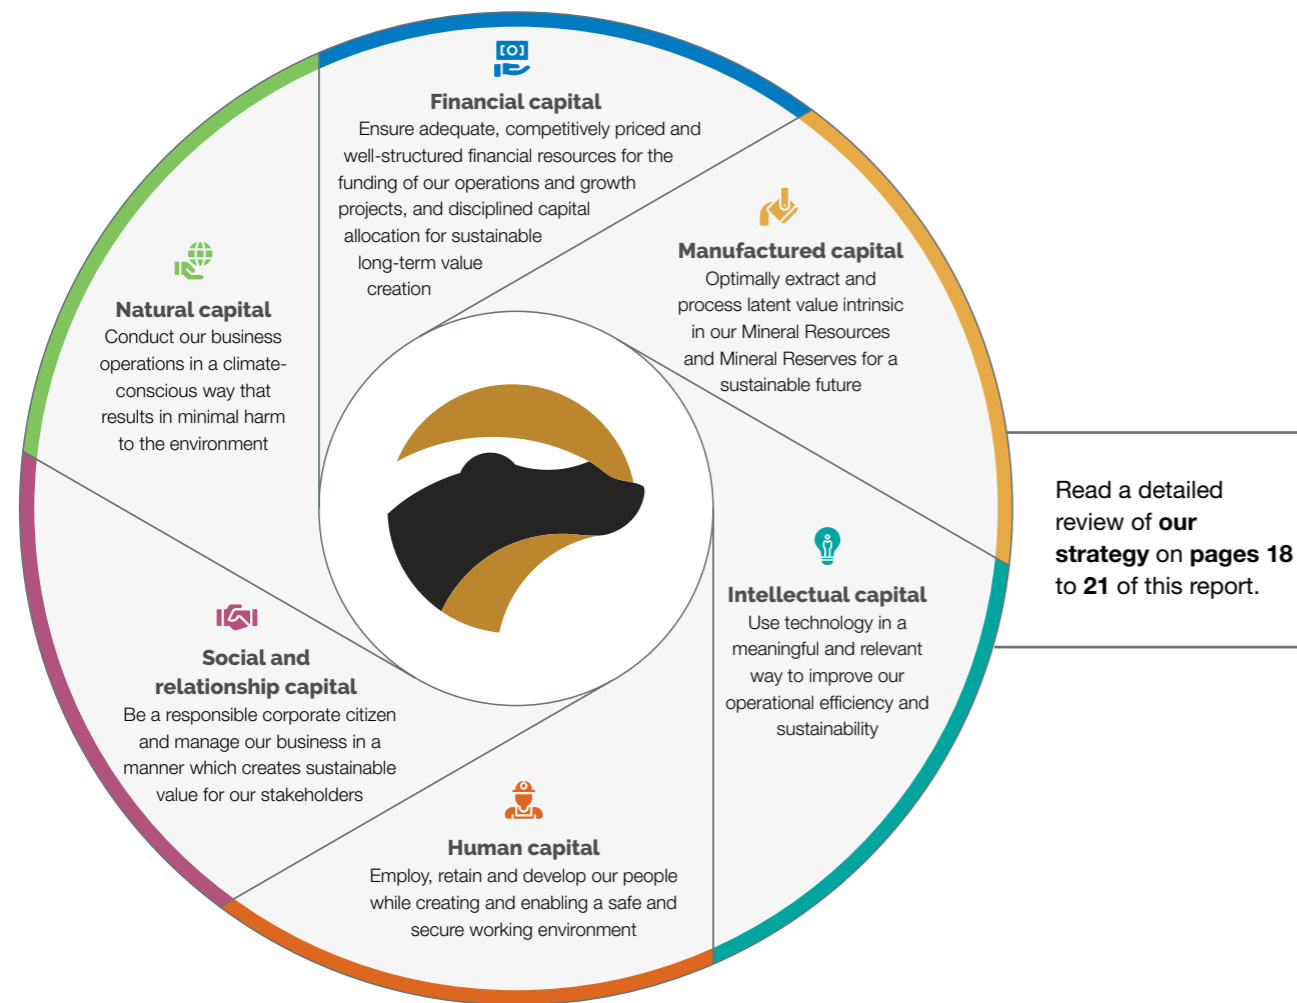 Financial capital
Ensure adequate, competitively priced and
well-structured financial resources for the
funding of our operations and growth
projects, and disciplined capital
allocation for sustainable
long-term value
creation
Manufactured capital
Optimally extract and
process latent value intrinsic
in our Mineral Resources
and Mineral Reserves for a
sustainable future
Intellectual capital
Use technology in a
meaningful and relevant
way to improve our
operational efficiency and
sustainability
Human capital
Employ, retain and develop our people
while creating and enabling a safe and
secure working environment
Social and
relationship capital
Be a responsible corporate citizen
and manage our business in a
manner which creates sustainable
value for our stakeholders
Natural capital
Conduct our business
operations in a climate-
conscious way that
results in minimal harm
to the environment
Read a detailed
review of our
strategy on pages 18
to 21 of this report.